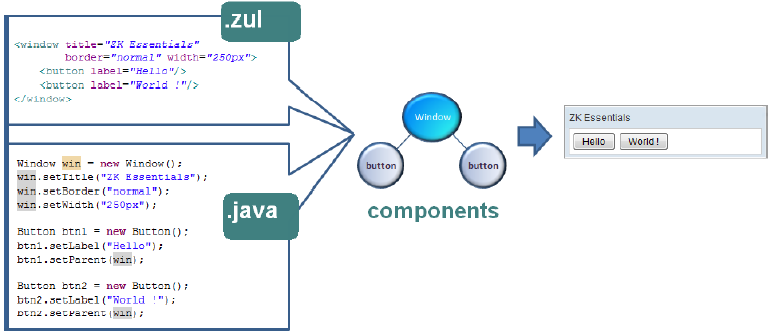 .zul
<window title="ZK Essentials"
border="normal" width="250px">
<button label="Hello"/>
<button label="World !"/>
</window>
Window win = new Window();
win.setTitle("ZK Essentials");
win.setBorder("normal");
win.setWidth("250px");
.java
Button btn1 = new Button();
btn1.setLabel("Hello");
btn1.setParent(win);
Button btn2 = new Button();
btn2.setLabel("World !");
btn2.setParent(win);
Window
button
button
components
ZK Essentials
Hello
World !